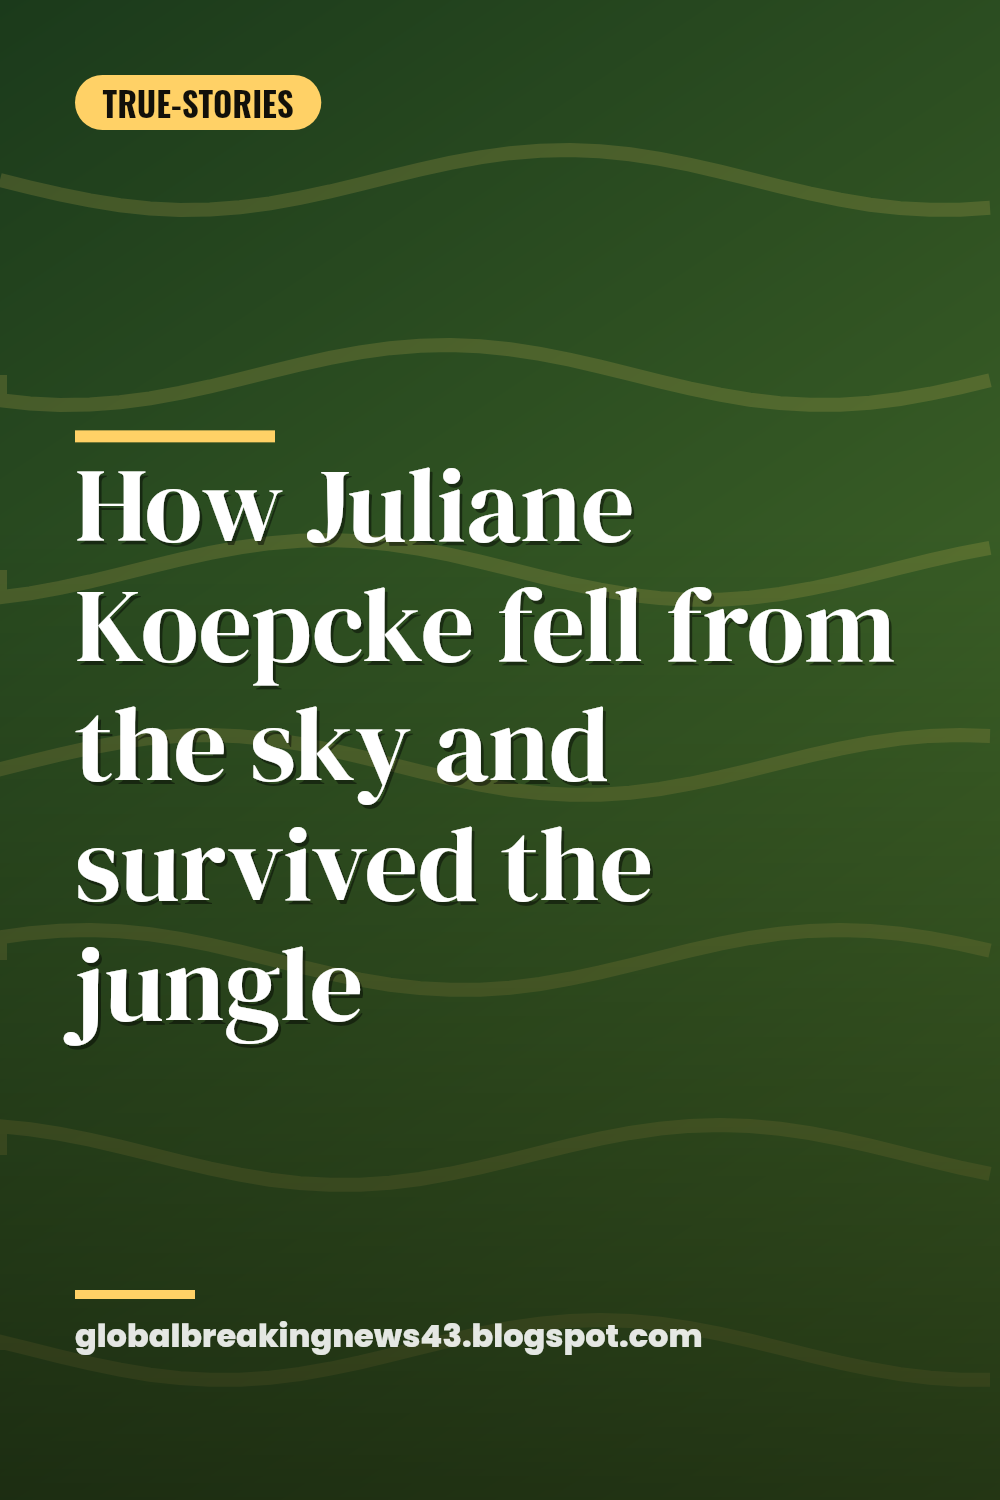 TRUE-STORIES
How Juliane
Koepcke fell from
the sky and
survived the
jungle
globalbreakingnews43.blogspot.com